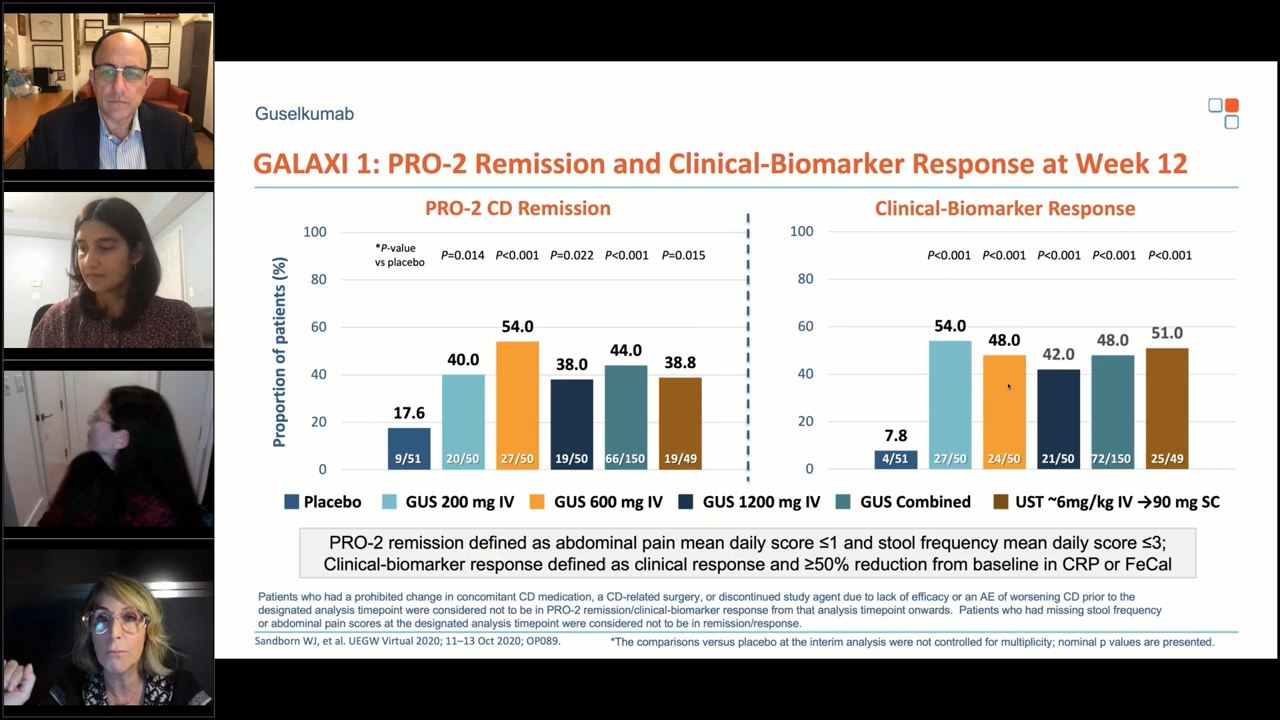 Guselkumab
GALAXI 1: PRO-2 Remission and Clinical-Biomarker Response at Week 12
PRO-2 CD Remission
Proportion of patients (%)
100
80
60
40
20
0
*P-value
vs placebo
P=0.014
P<0.001
P=0.022
P<0.001
P=0.015
17.6
40.0
54.0
38.0
44.0
38.8
9/51
20/50
27/50
19/50
66/150
19/49
Clinical-Biomarker Response
100
80
60
40
20
0
P<0.001
P<0.001
P<0.001
P<0.001
P<0.001
7.8
54.0
48.0
42.0
48.0
51.0
4/51
27/50
24/50
21/50
72/150
25/49
Placebo GUS 200 mg IV GUS 600 mg IV GUS 1200 mg IV GUS Combined UST ~6mg/kg IV →90 mg SC
PRO-2 remission defined as abdominal pain mean daily score ≤1 and stool frequency mean daily score ≤3;
Clinical-biomarker response defined as clinical response and ≥50% reduction from baseline in CRP or FeCal
Patients who had a prohibited change in concomitant CD medication, a CD-related surgery, or discontinued study agent due to lack of efficacy or an AE of worsening CD prior to the
designated analysis timepoint were considered not to be in PRO-2 remission/clinical-biomarker response from that analysis timepoint onwards. Patients who had missing stool frequency
or abdominal pain scores at the designated analysis timepoint were considered not to be in remission/response.
Sandborn WJ, et al. UEGW Virtual 2020; 11–13 Oct 2020; OP089.
*The comparisons versus placebo at the interim analysis were not controlled for multiplicity; nominal p values are presented.